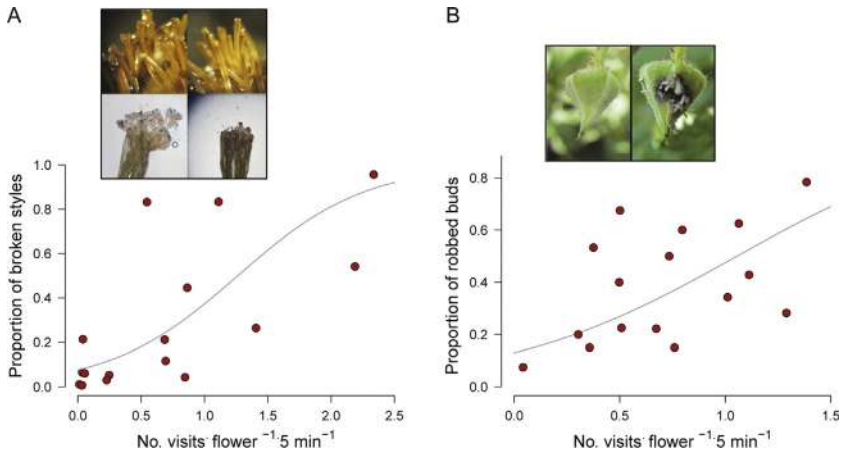 A
Proportion of broken styles
1.0
0.8
0.6
0.4
0.2
0.0
0.0 0.5 1.0 1.5 2.0 2.5
No. visits· flower ⁻¹·5 min⁻¹
B
Proportion of robbed buds
0.8
0.6
0.4
0.2
0.0
0.0 0.5 1.0 1.5
No. visits· flower ⁻¹·5 min⁻¹